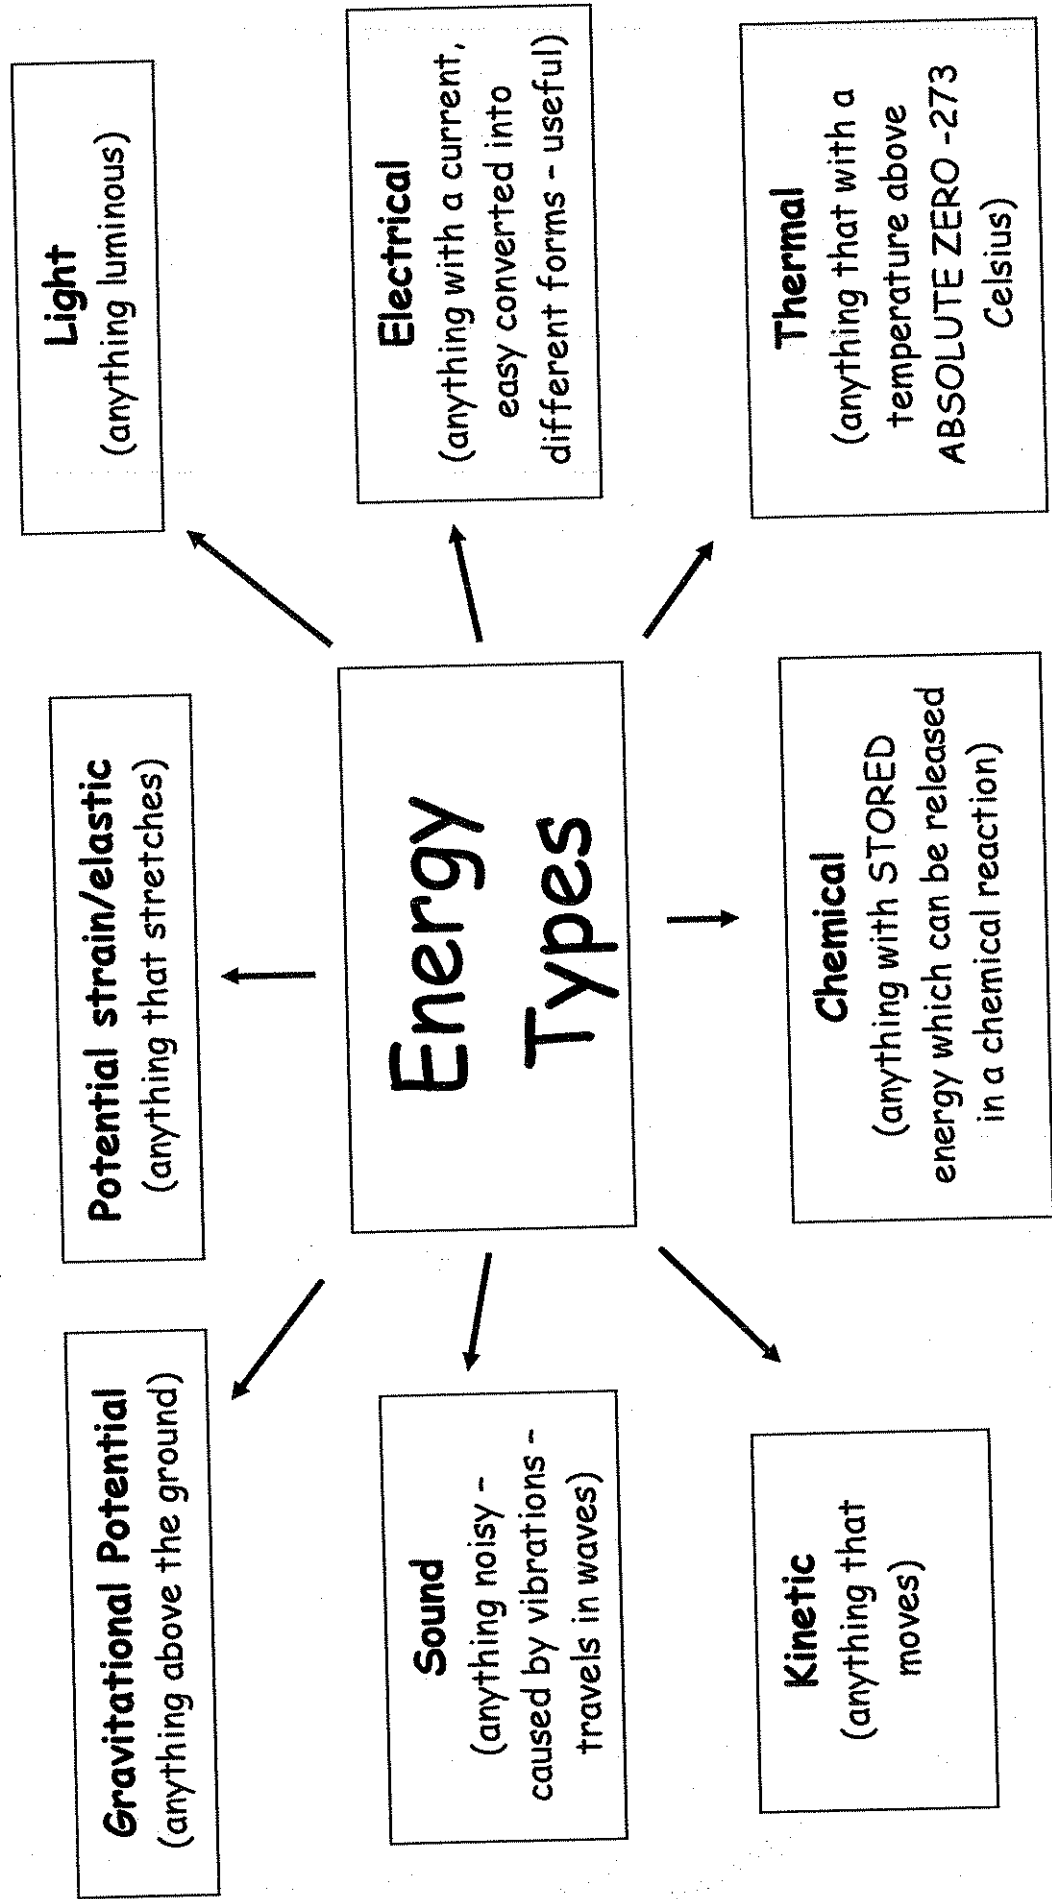 Gravitational Potential
(anything above the ground)
Potential strain/elastic
(anything that stretches)
Light
(anything luminous)
Sound
(anything noisy -
caused by vibrations -
travels in waves)
Energy
Types
Electrical
(anything with a current,
easy converted into
different forms - useful)
Kinetic
(anything that
moves)
Chemical
(anything with STORED
energy which can be released
in a chemical reaction)
Thermal
(anything that with a
temperature above
ABSOLUTE ZERO -273
Celsius)